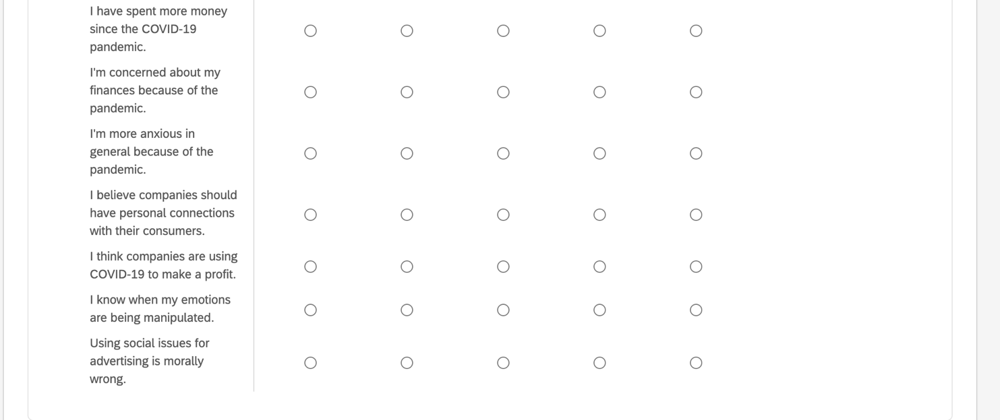 I have spent more money
since the COVID-19
pandemic.
I'm concerned about my
finances because of the
pandemic.
I'm more anxious in
general because of the
pandemic.
I believe companies should
have personal connections
with their consumers.
I think companies are using
COVID-19 to make a profit.
I know when my emotions
are being manipulated.
Using social issues for
advertising is morally
wrong.